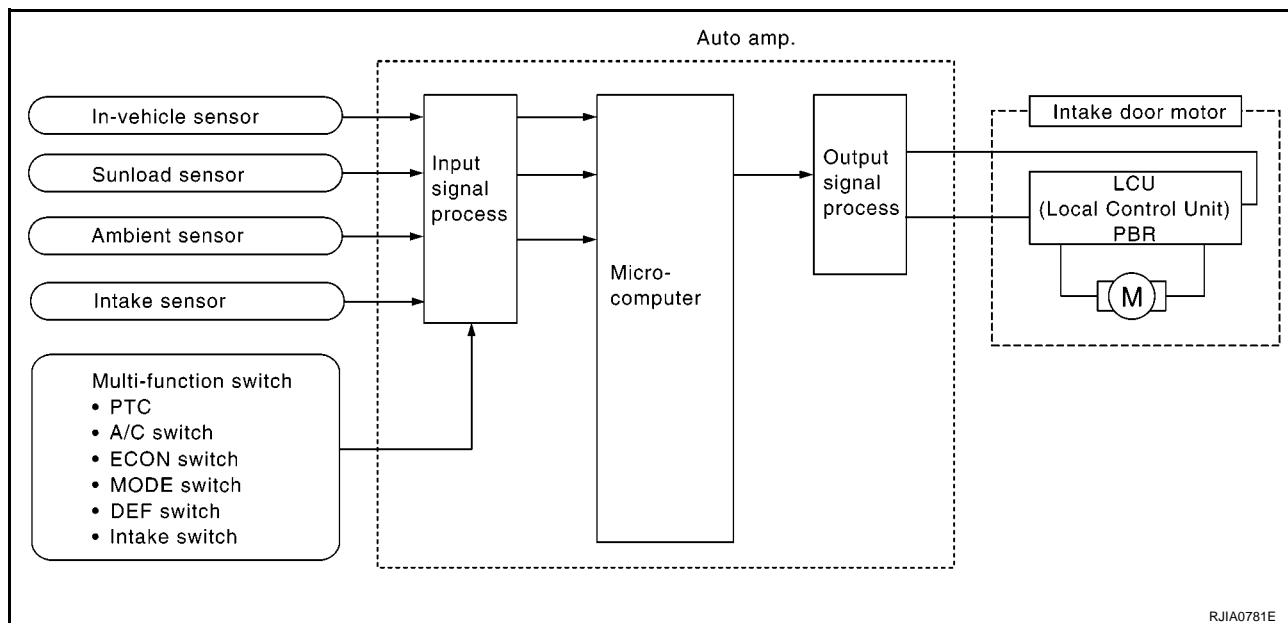 Auto amp.
In-vehicle sensor
Sunload sensor
Ambient sensor
Intake sensor
Multi-function switch
• PTC
• A/C switch
• ECON switch
• MODE switch
• DEF switch
• Intake switch
Input
signal
process
Micro-
computer
Output
signal
process
Intake door motor
LCU
(Local Control Unit)
PBR
M
RJIA0781E